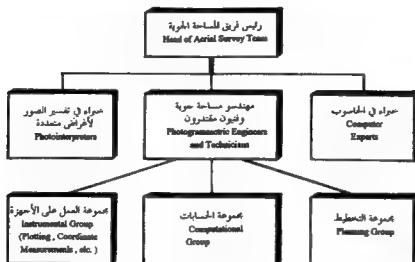 رئيس فريق المساحة الجوية
Head of Aerial Survey Team
خبراء في تفسير الصور
لأغراض متعددة
Photointerpreters
مهندسو مساحة جوية
وفنيون مقتدرون
Photogrammetric Engineers
and Technicians
خبراء في الحاسوب
Computer
Experts
مجموعة العمل على الأجهزة
Instrumental Group
(Plotting , Coordinate
Measurements , etc. )
مجموعة الحسابات
Computational
Group
مجموعة التخطيط
Planning Group